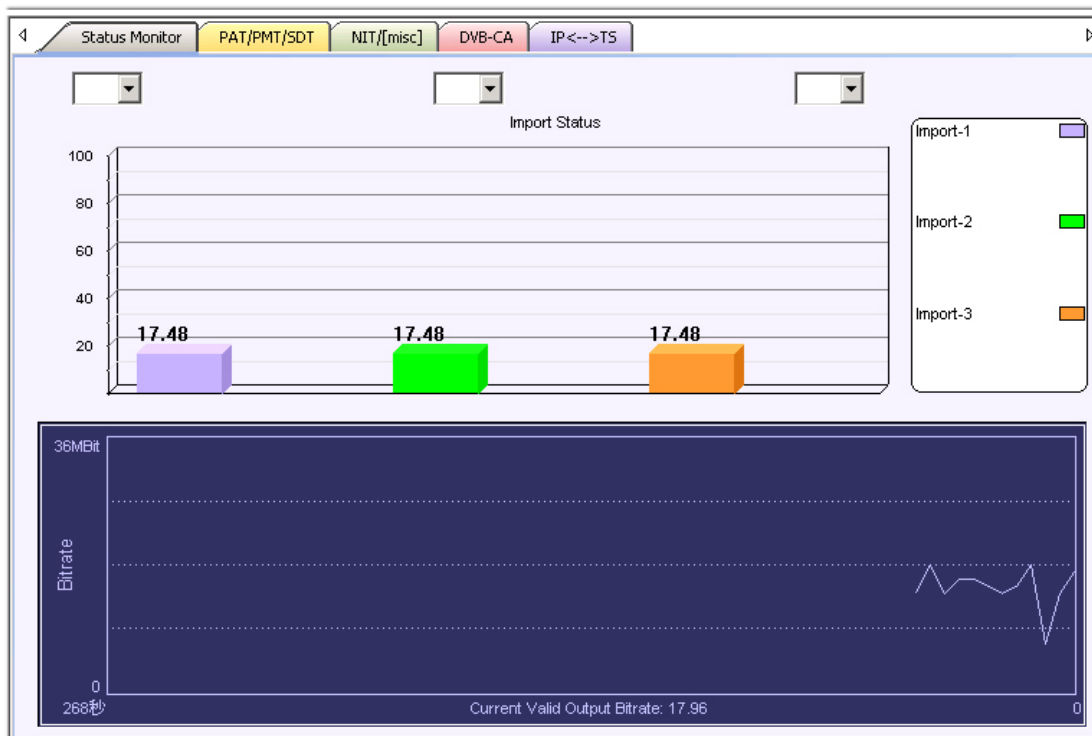 Status Monitor PAT/PMT/SDT NIT/[misc] DVB-CA IP<-->TS
Import Status
Import-1
100
80
Import-2
60
40
Import-3
17.48 17.48 17.48
20
36MBit
Bitrate
0
268秒 Current Valid Output Bitrate: 17.96 0